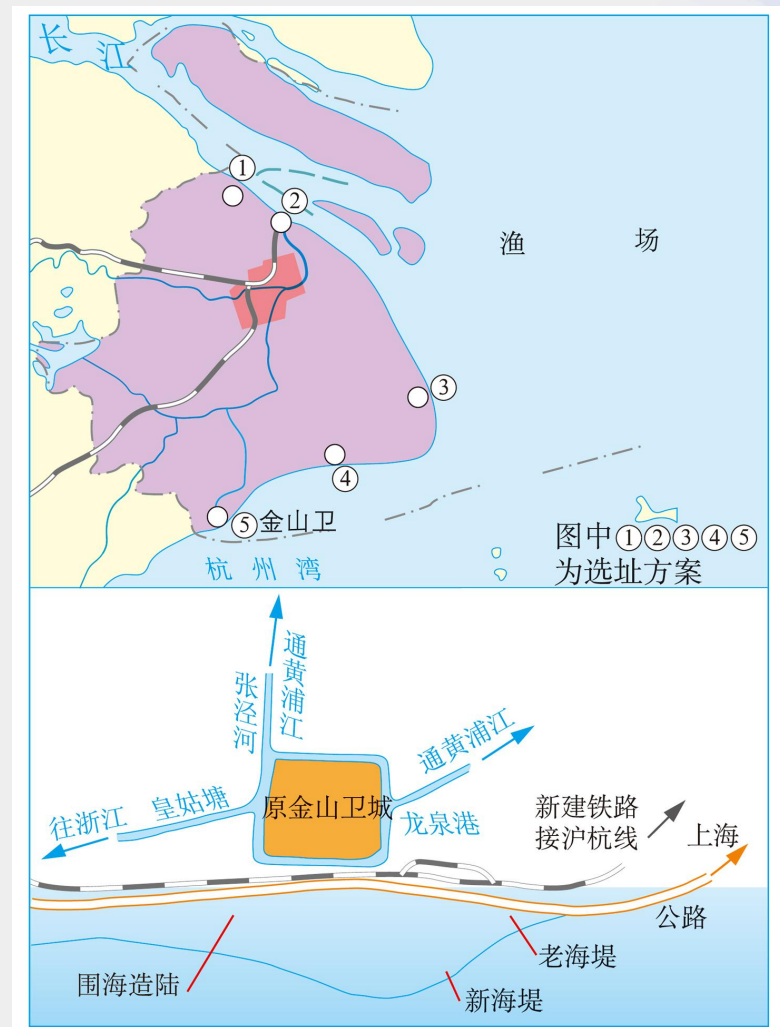 长江
①
②
渔场
③
④
⑤金山卫
杭州湾
图中①②③④⑤
为选址方案
通黄浦江
张泾河
通黄浦江
往浙江
皇姑塘
原金山卫城
龙泉港
新建铁路
接沪杭线
上海
公路
老海堤
围海造陆
新海堤